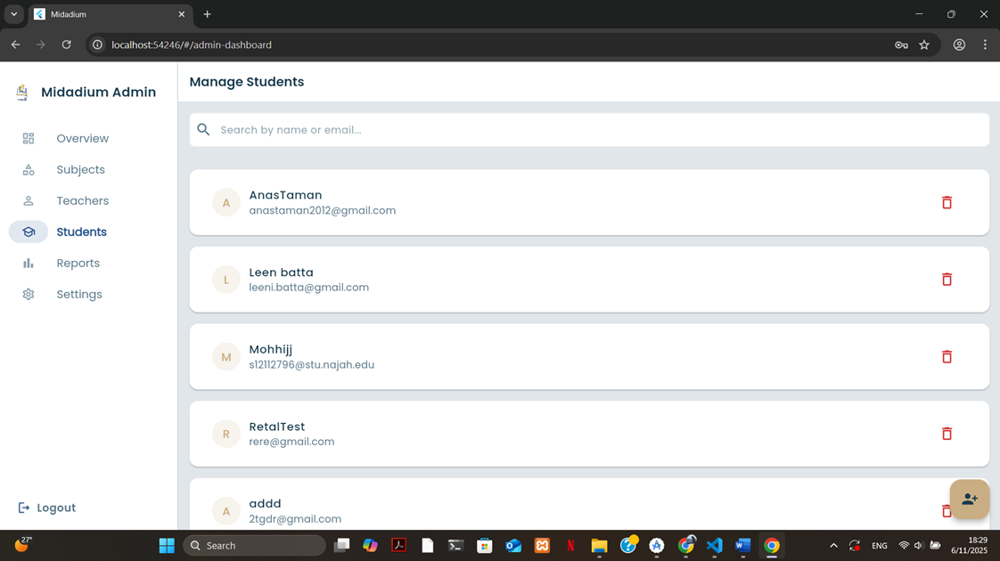 Midadium
localhost:54246/#/admin-dashboard
Midadium Admin
Overview
Subjects
Teachers
Students
Reports
Settings
Logout
Manage Students
Search by name or email...
A
AnasTaman
anastaman2012@gmail.com
L
Leen batta
leeni.batta@gmail.com
M
Mohhijj
s12112796@stu.najah.edu
R
RetalTest
rere@gmail.com
A
addd
2tgdr@gmail.com
27°
Search
ENG
18:29
6/11/2025